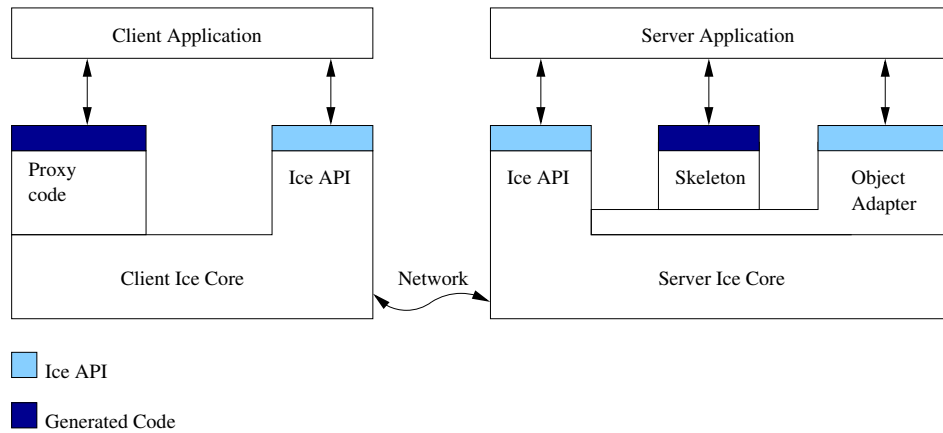 Client Application
Server Application
Proxy
code
Ice API
Ice API
Skeleton
Object
Adapter
Client Ice Core
Network
Server Ice Core
Ice API
Generated Code